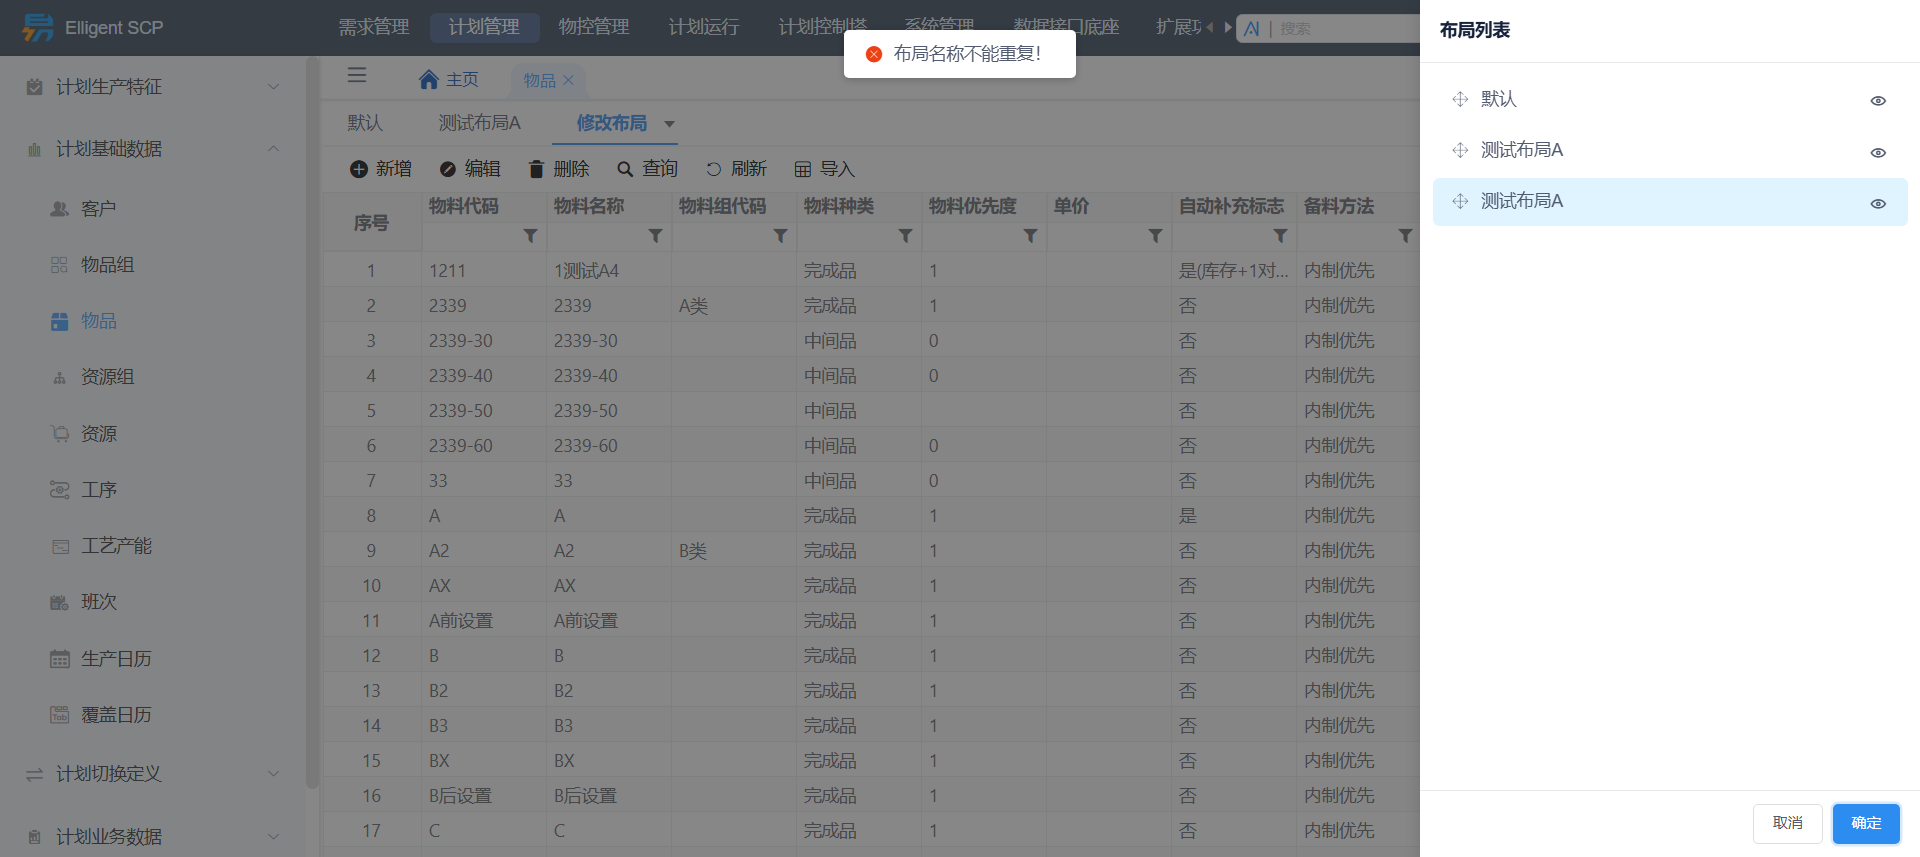 Elligent SCP
需求管理 计划管理 物控管理 计划运行 计划控制塔 系统管理 数据接口底座 扩展 AI | 搜索
布局名称不能重复!
布局列表
默认
测试布局A
测试布局A
取消 确定
计划生产特征
计划基础数据
客户
物品组
物品
资源组
资源
工序
工艺产能
班次
生产日历
覆盖日历
计划切换定义
计划业务数据
主页 物品
默认 测试布局A 修改布局
新增 编辑 删除 查询 刷新 导入
序号 物料代码 物料名称 物料组代码 物料种类 物料优先度 单价 自动补充标志 备料方法
1 1211 1测试A4 完成品 1 是(库存+1对... 内制优先
2 2339 2339 A类 完成品 1 否 内制优先
3 2339-30 2339-30 中间品 0 否 内制优先
4 2339-40 2339-40 中间品 0 否 内制优先
5 2339-50 2339-50 中间品 否 内制优先
6 2339-60 2339-60 中间品 0 否 内制优先
7 33 33 中间品 0 否 内制优先
8 A A 完成品 1 是 内制优先
9 A2 A2 B类 完成品 1 否 内制优先
10 AX AX 完成品 1 否 内制优先
11 A前设置 A前设置 完成品 1 否 内制优先
12 B B 完成品 1 否 内制优先
13 B2 B2 完成品 1 否 内制优先
14 B3 B3 完成品 1 否 内制优先
15 BX BX 完成品 1 否 内制优先
16 B后设置 B后设置 完成品 1 否 内制优先
17 C C 完成品 1 否 内制优先